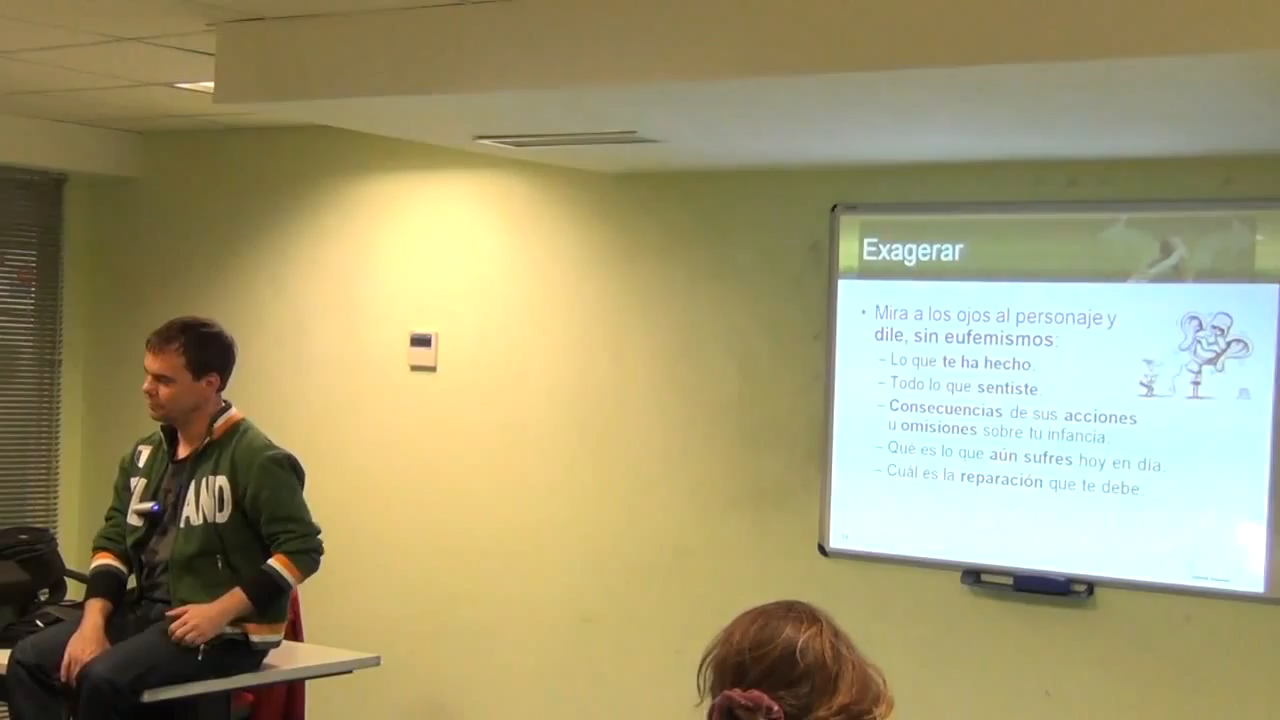 Exagerar
• Mira a los ojos al personaje y
dile, sin eufemismos:
– Lo que te ha hecho.
– Todo lo que sentiste.
– Consecuencias de sus acciones
u omisiones sobre tu infancia.
– Qué es lo que aún sufres hoy en día.
– Cuál es la reparación que te debe.
AND